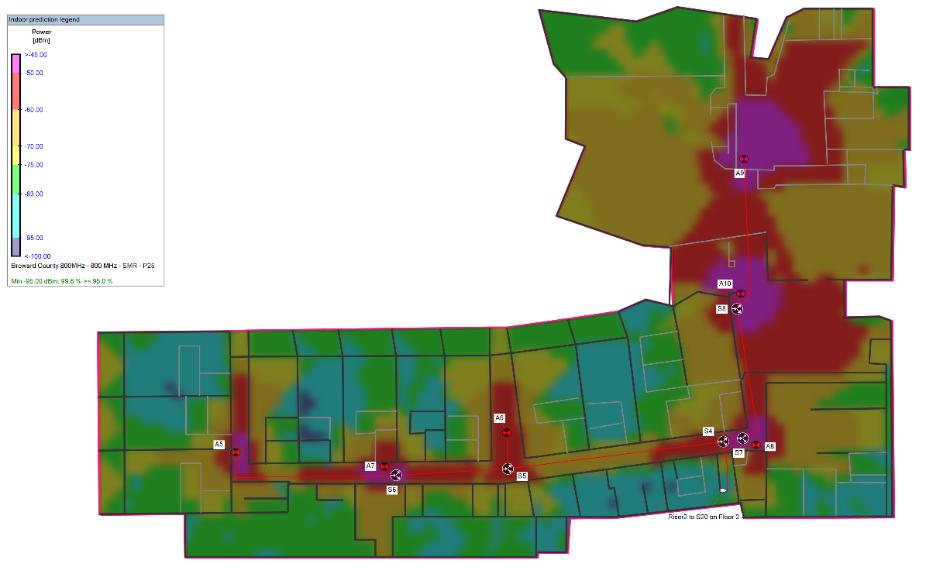 Indoor prediction legend
Power
[dBm]
>-45.00
-50.00
-60.00
-70.00
-75.00
-83.00
-95.00
<-100.00
Broward County 800MHz - 800 MHz - SMR - P25
Min -95.00 dBm; 99.6 % >= 95.0 %
A9
A10
S8
A6
A5
S4
A7
S7
A8
S6
S5
Riser2 to S20 on Floor 2